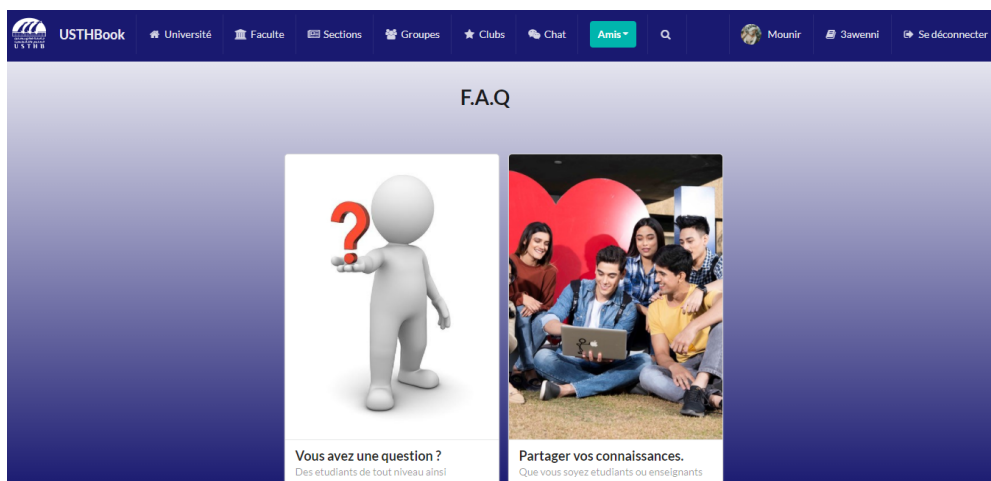 USTHB
USTHBook
Université
Faculte
Sections
Groupes
Clubs
Chat
Amis
Mounir
3awenni
Se déconnecter
F.A.Q
?
Vous avez une question ?
Des etudiants de tout niveau ainsi
Partager vos connaissances.
Que vous soyez etudiants ou enseignants